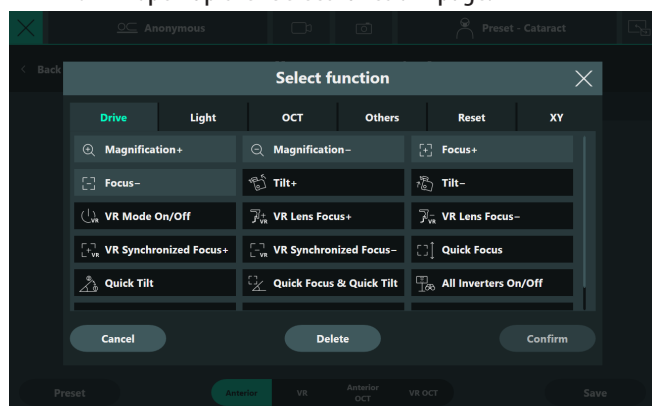 Anonymous
Preset - Cataract
Back
Select function
Drive Light OCT Others Reset XY
Magnification+ Magnification– Focus+
Focus– Tilt+ Tilt–
VR Mode On/Off VR Lens Focus+ VR Lens Focus–
VR Synchronized Focus+ VR Synchronized Focus– Quick Focus
Quick Tilt Quick Focus & Quick Tilt All Inverters On/Off
Cancel Delete Confirm
Preset Anterior VR Anterior OCT VR OCT Save